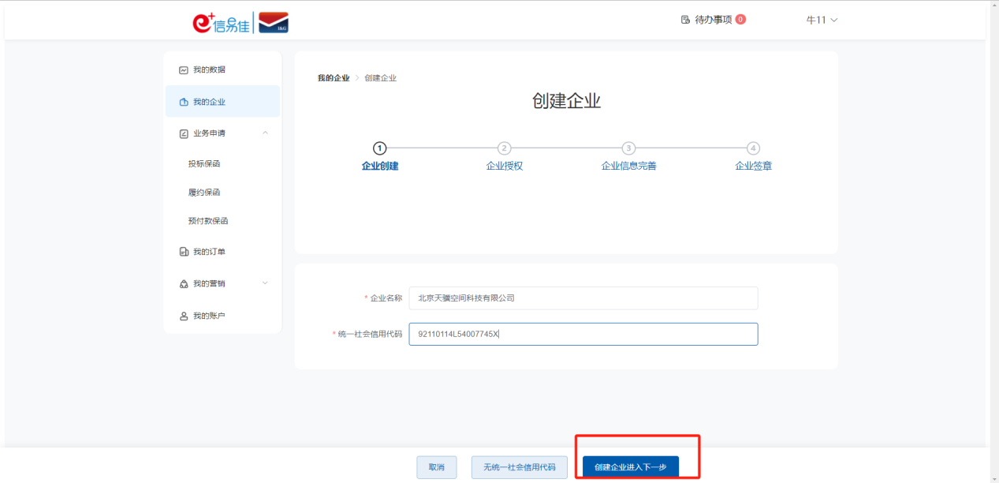 e+信易佳 I&G
待办事项 0
牛11
我的数据
我的企业
业务申请
投标保函
履约保函
预付款保函
我的订单
我的营销
我的账户
我的企业 > 创建企业
创建企业
1 2 3 4
企业创建 企业授权 企业信息完善 企业签章
* 企业名称 北京天骥空间科技有限公司
* 统一社会信用代码 92110114L54007745X
取消 无统一社会信用代码 创建企业进入下一步